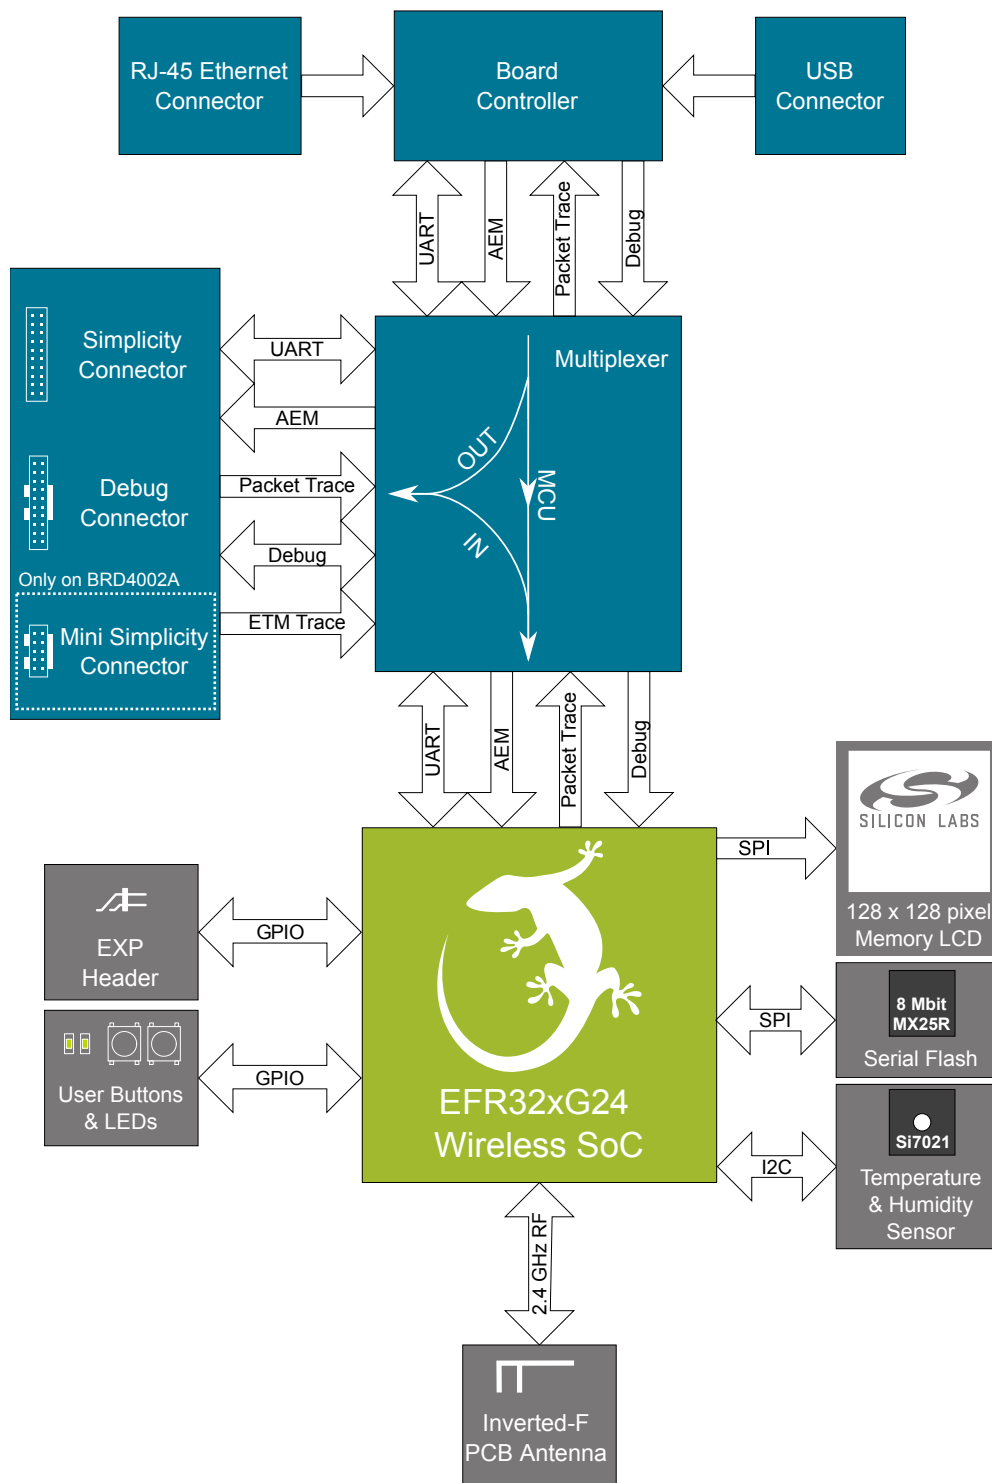 RJ-45 Ethernet
Connector
Board
Controller
USB
Connector
UART
AEM
Packet Trace
Debug
Simplicity
Connector
Debug
Connector
Only on BRD4002A
Mini Simplicity
Connector
UART
AEM
Packet Trace
Debug
ETM Trace
Multiplexer
OUT
MCU
IN
UART
AEM
Packet Trace
Debug
EXP
Header
GPIO
User Buttons
& LEDs
GPIO
EFR32xG24
Wireless SoC
SPI
SILICON LABS
128 x 128 pixel
Memory LCD
SPI
8 Mbit
MX25R
Serial Flash
I2C
Si7021
Temperature
& Humidity
Sensor
2.4 GHz RF
Inverted-F
PCB Antenna